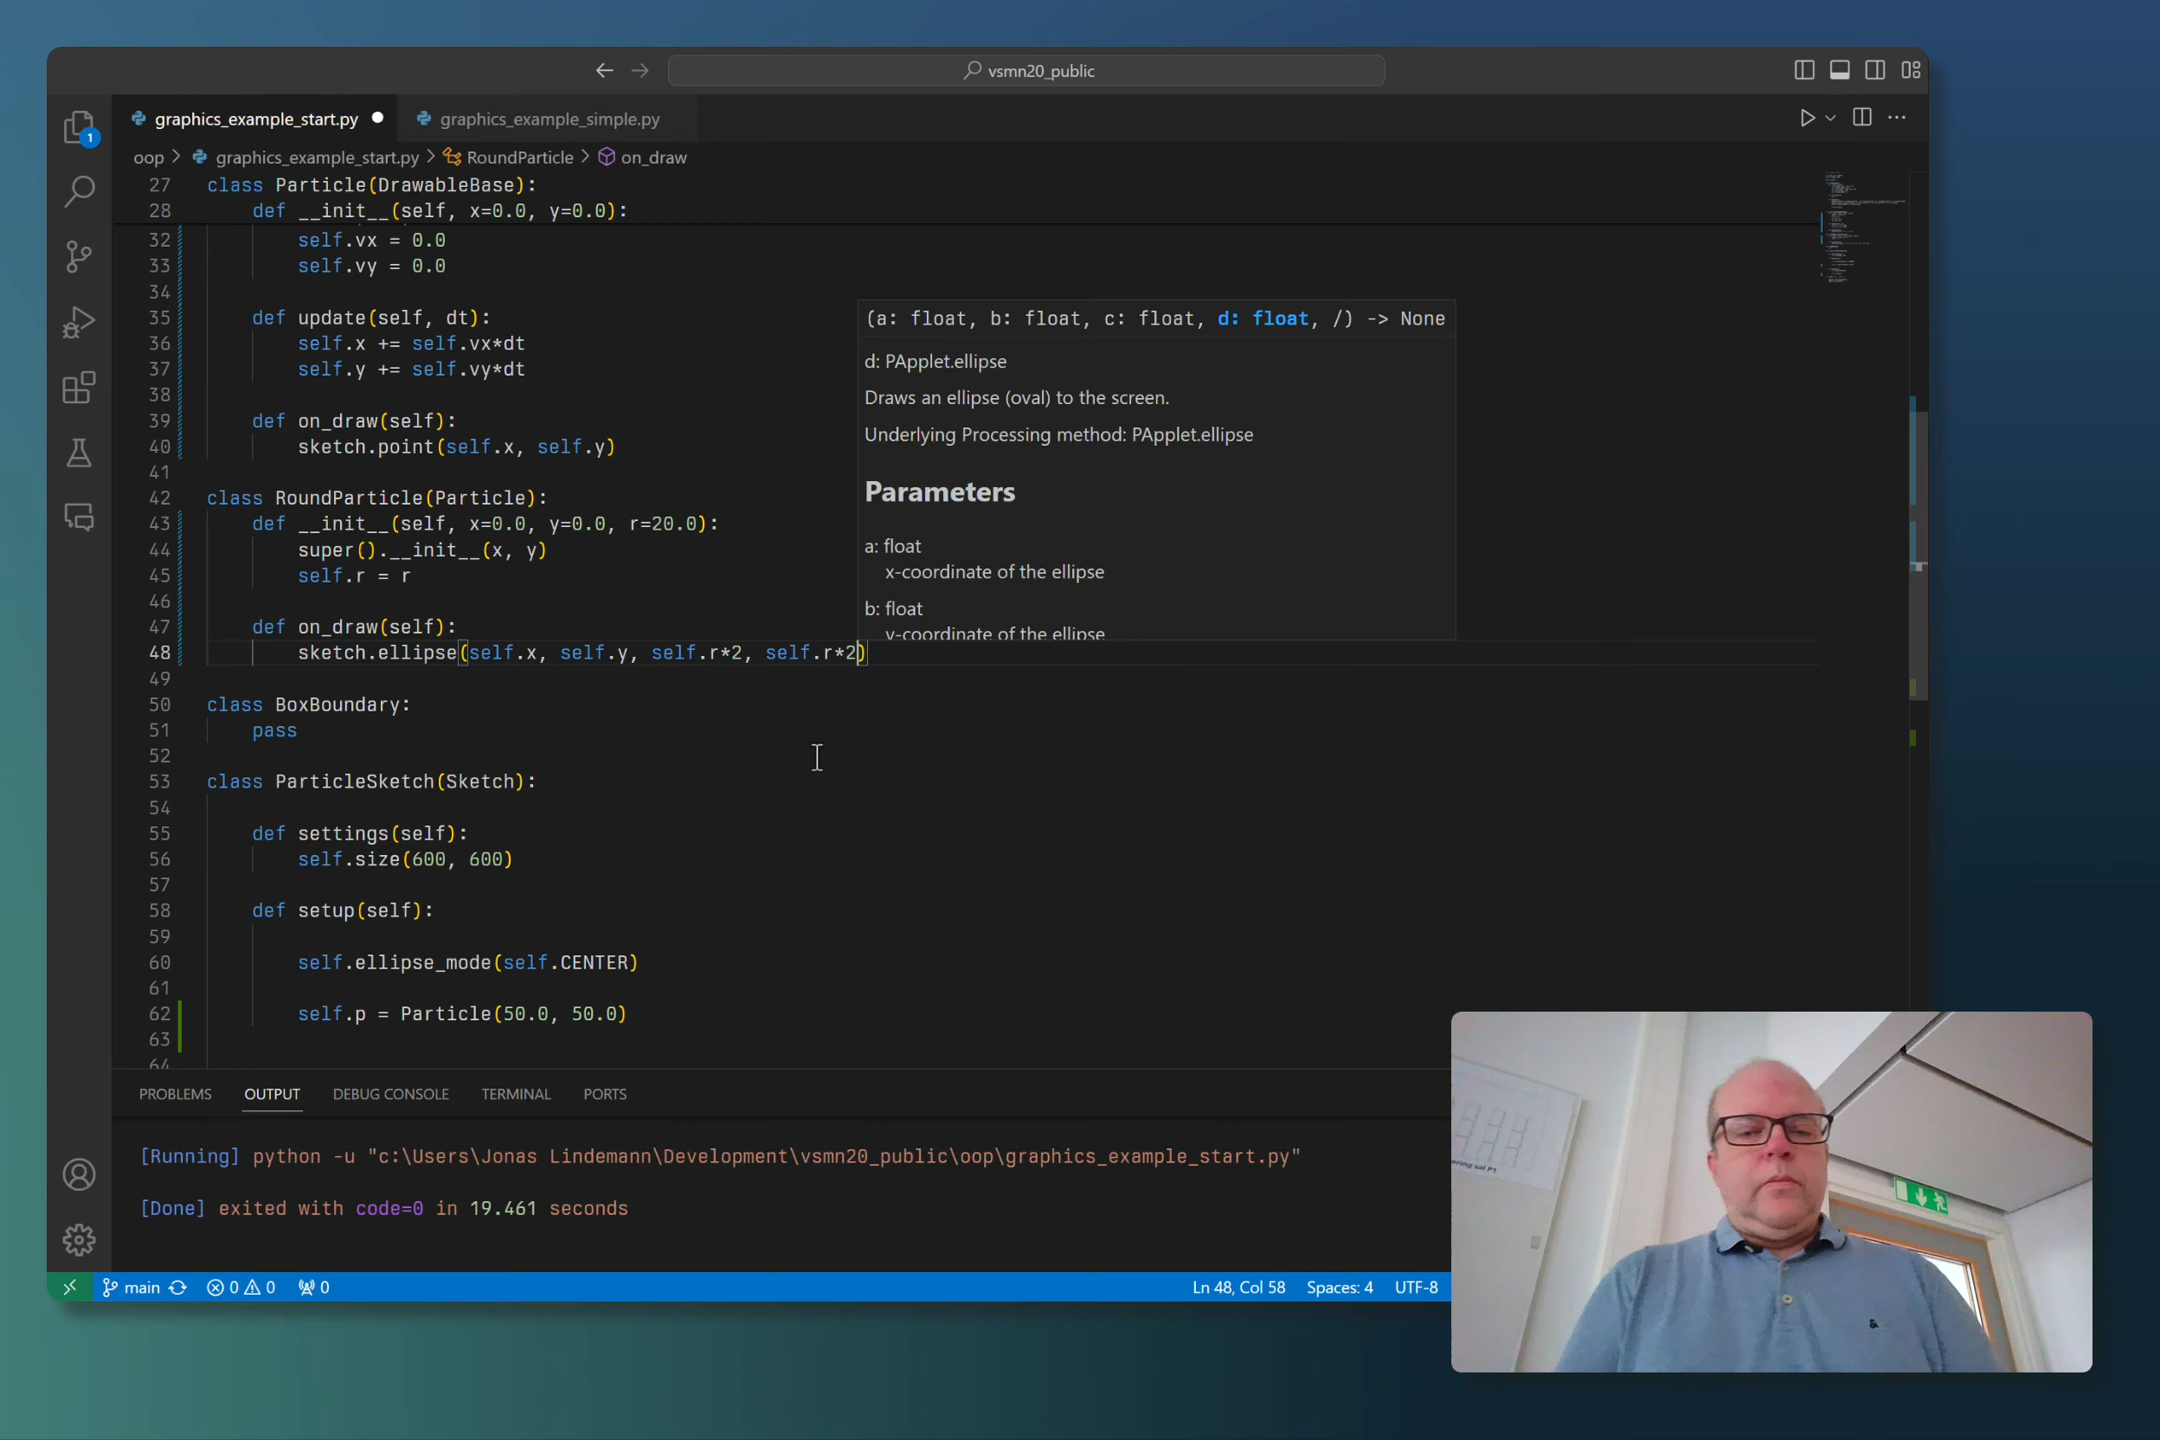 vsmn20_public
graphics_example_start.py
graphics_example_simple.py
oop > graphics_example_start.py > RoundParticle > on_draw
27 class Particle(DrawableBase):
28 def __init__(self, x=0.0, y=0.0):
32 self.vx = 0.0
33 self.vy = 0.0
34
35 def update(self, dt):
36 self.x += self.vx*dt
37 self.y += self.vy*dt
38
39 def on_draw(self):
40 sketch.point(self.x, self.y)
41
42 class RoundParticle(Particle):
43 def __init__(self, x=0.0, y=0.0, r=20.0):
44 super().__init__(x, y)
45 self.r = r
46
47 def on_draw(self):
48 sketch.ellipse(self.x, self.y, self.r*2, self.r*2)
49
50 class BoxBoundary:
51 pass
52
53 class ParticleSketch(Sketch):
54
55 def settings(self):
56 self.size(600, 600)
57
58 def setup(self):
59
60 self.ellipse_mode(self.CENTER)
61
62 self.p = Particle(50.0, 50.0)
63
64
(a: float, b: float, c: float, d: float, /) -> None
d: PApplet.ellipse
Draws an ellipse (oval) to the screen.
Underlying Processing method: PApplet.ellipse
Parameters
a: float
x-coordinate of the ellipse
b: float
y-coordinate of the ellipse
1
PROBLEMS OUTPUT DEBUG CONSOLE TERMINAL PORTS
[Running] python -u "c:\Users\Jonas Lindemann\Development\vsmn20_public\oop\graphics_example_start.py"
[Done] exited with code=0 in 19.461 seconds
main 0 0 0 Ln 48, Col 58 Spaces: 4 UTF-8